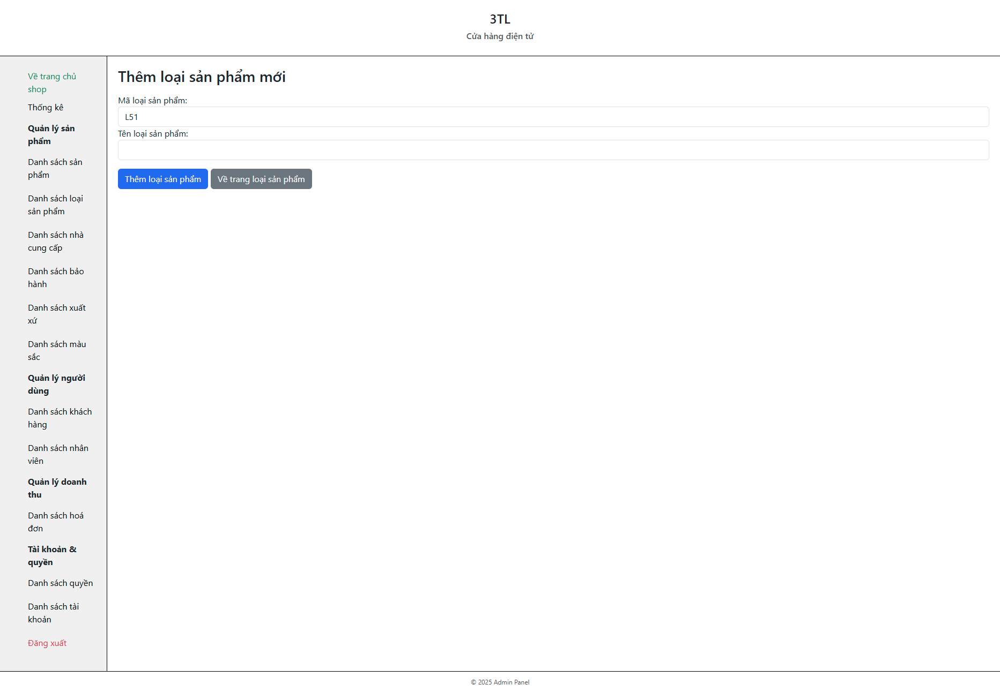 3TL
Cửa hàng điện tử
Về trang chủ
shop
Thống kê
Quản lý sản
phẩm
Danh sách sản
phẩm
Danh sách loại
sản phẩm
Danh sách nhà
cung cấp
Danh sách bảo
hành
Danh sách xuất
xứ
Danh sách màu
sắc
Quản lý người
dùng
Danh sách khách
hàng
Danh sách nhân
viên
Quản lý doanh
thu
Danh sách hoá
đơn
Tài khoản &
quyền
Danh sách quyền
Danh sách tài
khoản
Đăng xuất
Thêm loại sản phẩm mới
Mã loại sản phẩm:
L51
Tên loại sản phẩm:
Thêm loại sản phẩm
Về trang loại sản phẩm
© 2025 Admin Panel